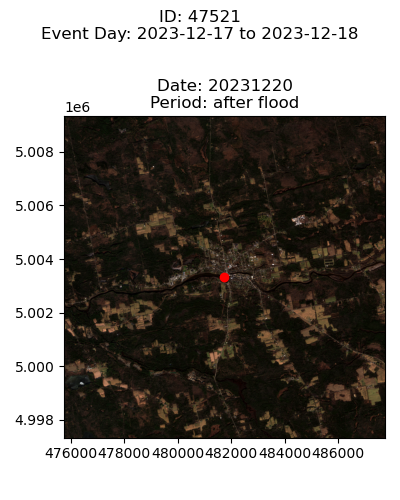 ID: 47521
Event Day: 2023-12-17 to 2023-12-18
Date: 20231220
Period: after flood
1e6
5.008
5.006
5.004
5.002
5.000
4.998
476000 478000 480000 482000 484000 486000